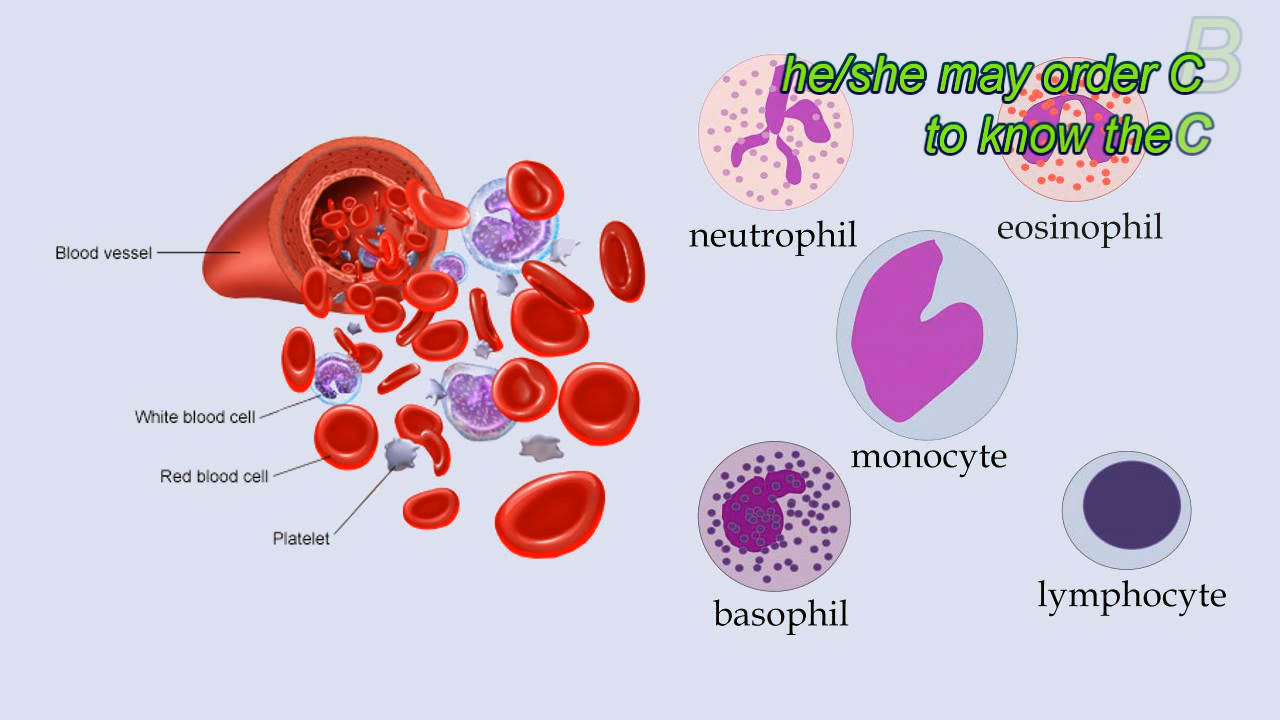 he/she may order C
B
to know the C
neutrophil
eosinophil
Blood vessel
monocyte
White blood cell
Red blood cell
Platelet
basophil
lymphocyte